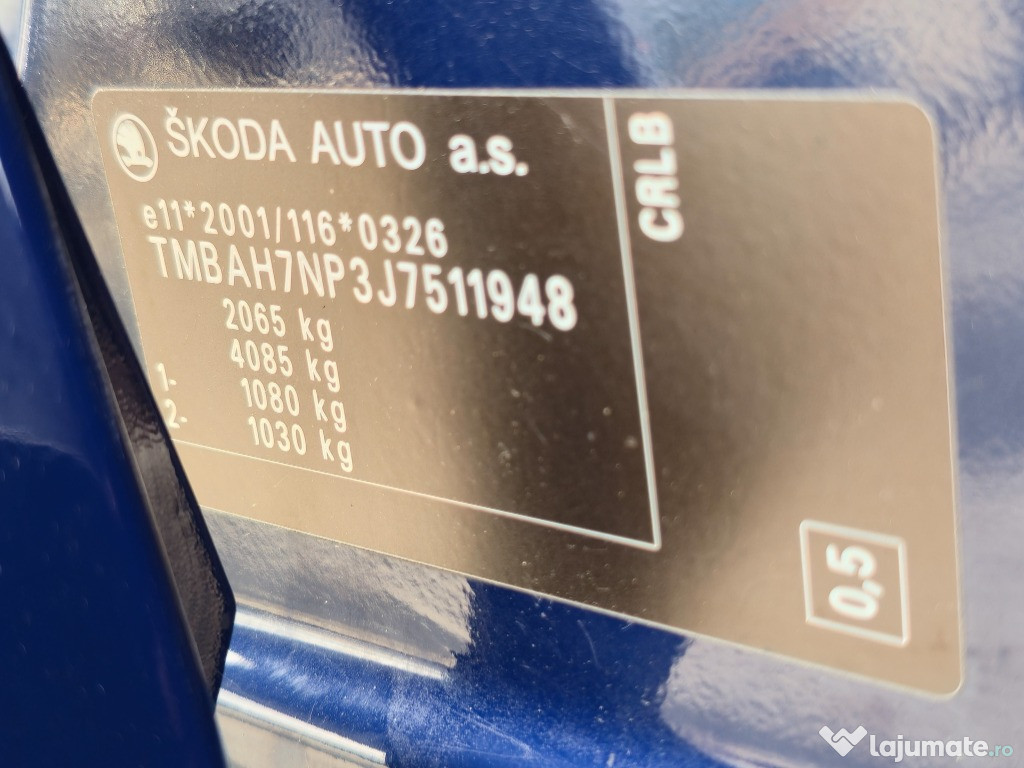 ŠKODA AUTO a.s.
e11*2001/116*0326
TMBAH7NP3J7511948
2065 kg
4085 kg
1- 1080 kg
2- 1030 kg
CRLB
0,5
lajumate.ro